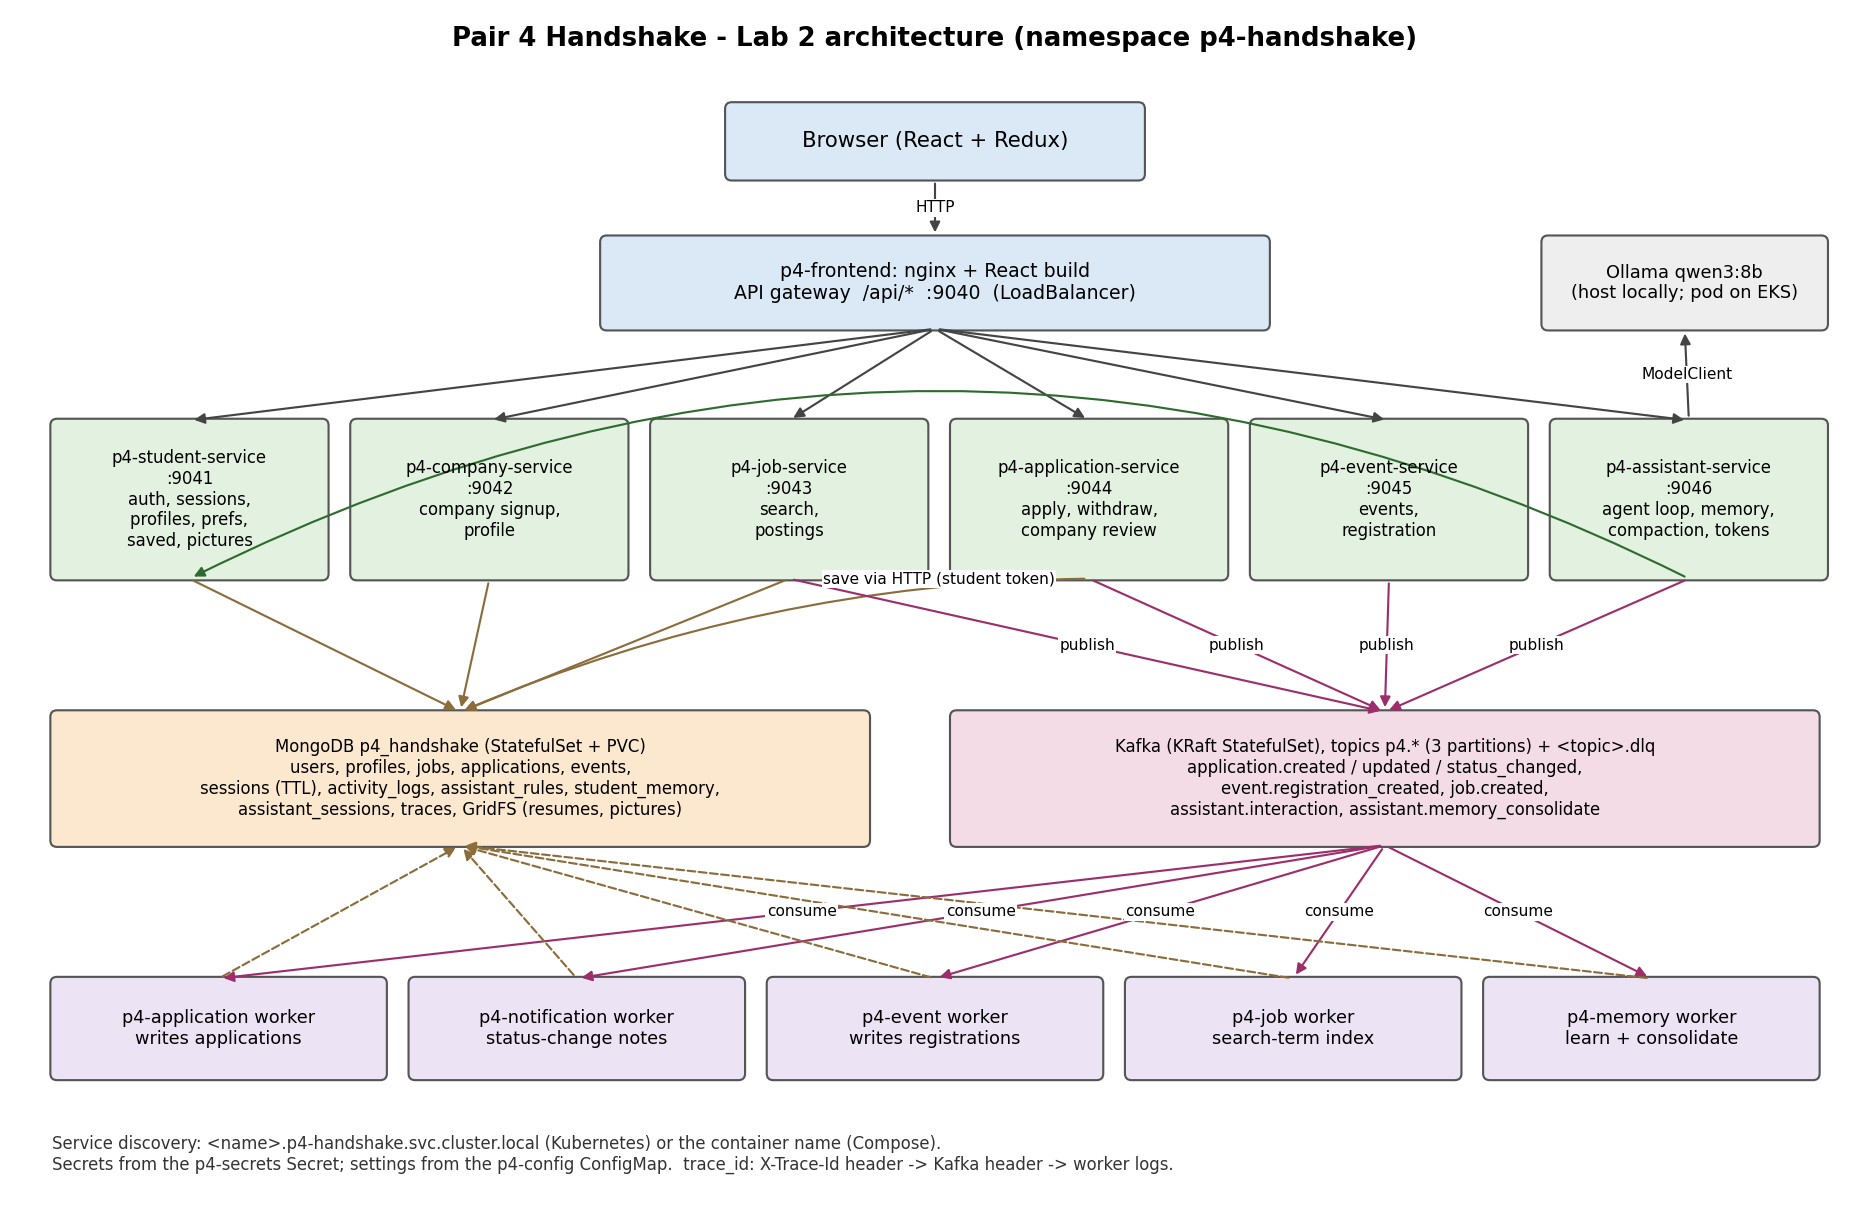 Pair 4 Handshake - Lab 2 architecture (namespace p4-handshake)
Browser (React + Redux)
HTTP
p4-frontend: nginx + React build
API gateway  /api/*  :9040  (LoadBalancer)
Ollama qwen3:8b
(host locally; pod on EKS)
ModelClient
p4-student-service
:9041
auth, sessions,
profiles, prefs,
saved, pictures
p4-company-service
:9042
company signup,
profile
p4-job-service
:9043
search,
postings
p4-application-service
:9044
apply, withdraw,
company review
p4-event-service
:9045
events,
registration
p4-assistant-service
:9046
agent loop, memory,
compaction, tokens
save via HTTP (student token)
publish
publish
publish
publish
MongoDB p4_handshake (StatefulSet + PVC)
users, profiles, jobs, applications, events,
sessions (TTL), activity_logs, assistant_rules, student_memory,
assistant_sessions, traces, GridFS (resumes, pictures)
Kafka (KRaft StatefulSet), topics p4.* (3 partitions) + <topic>.dlq
application.created / updated / status_changed,
event.registration_created, job.created,
assistant.interaction, assistant.memory_consolidate
consume
consume
consume
consume
consume
p4-application worker
writes applications
p4-notification worker
status-change notes
p4-event worker
writes registrations
p4-job worker
search-term index
p4-memory worker
learn + consolidate
Service discovery: <name>.p4-handshake.svc.cluster.local (Kubernetes) or the container name (Compose).
Secrets from the p4-secrets Secret; settings from the p4-config ConfigMap.  trace_id: X-Trace-Id header -> Kafka header -> worker logs.